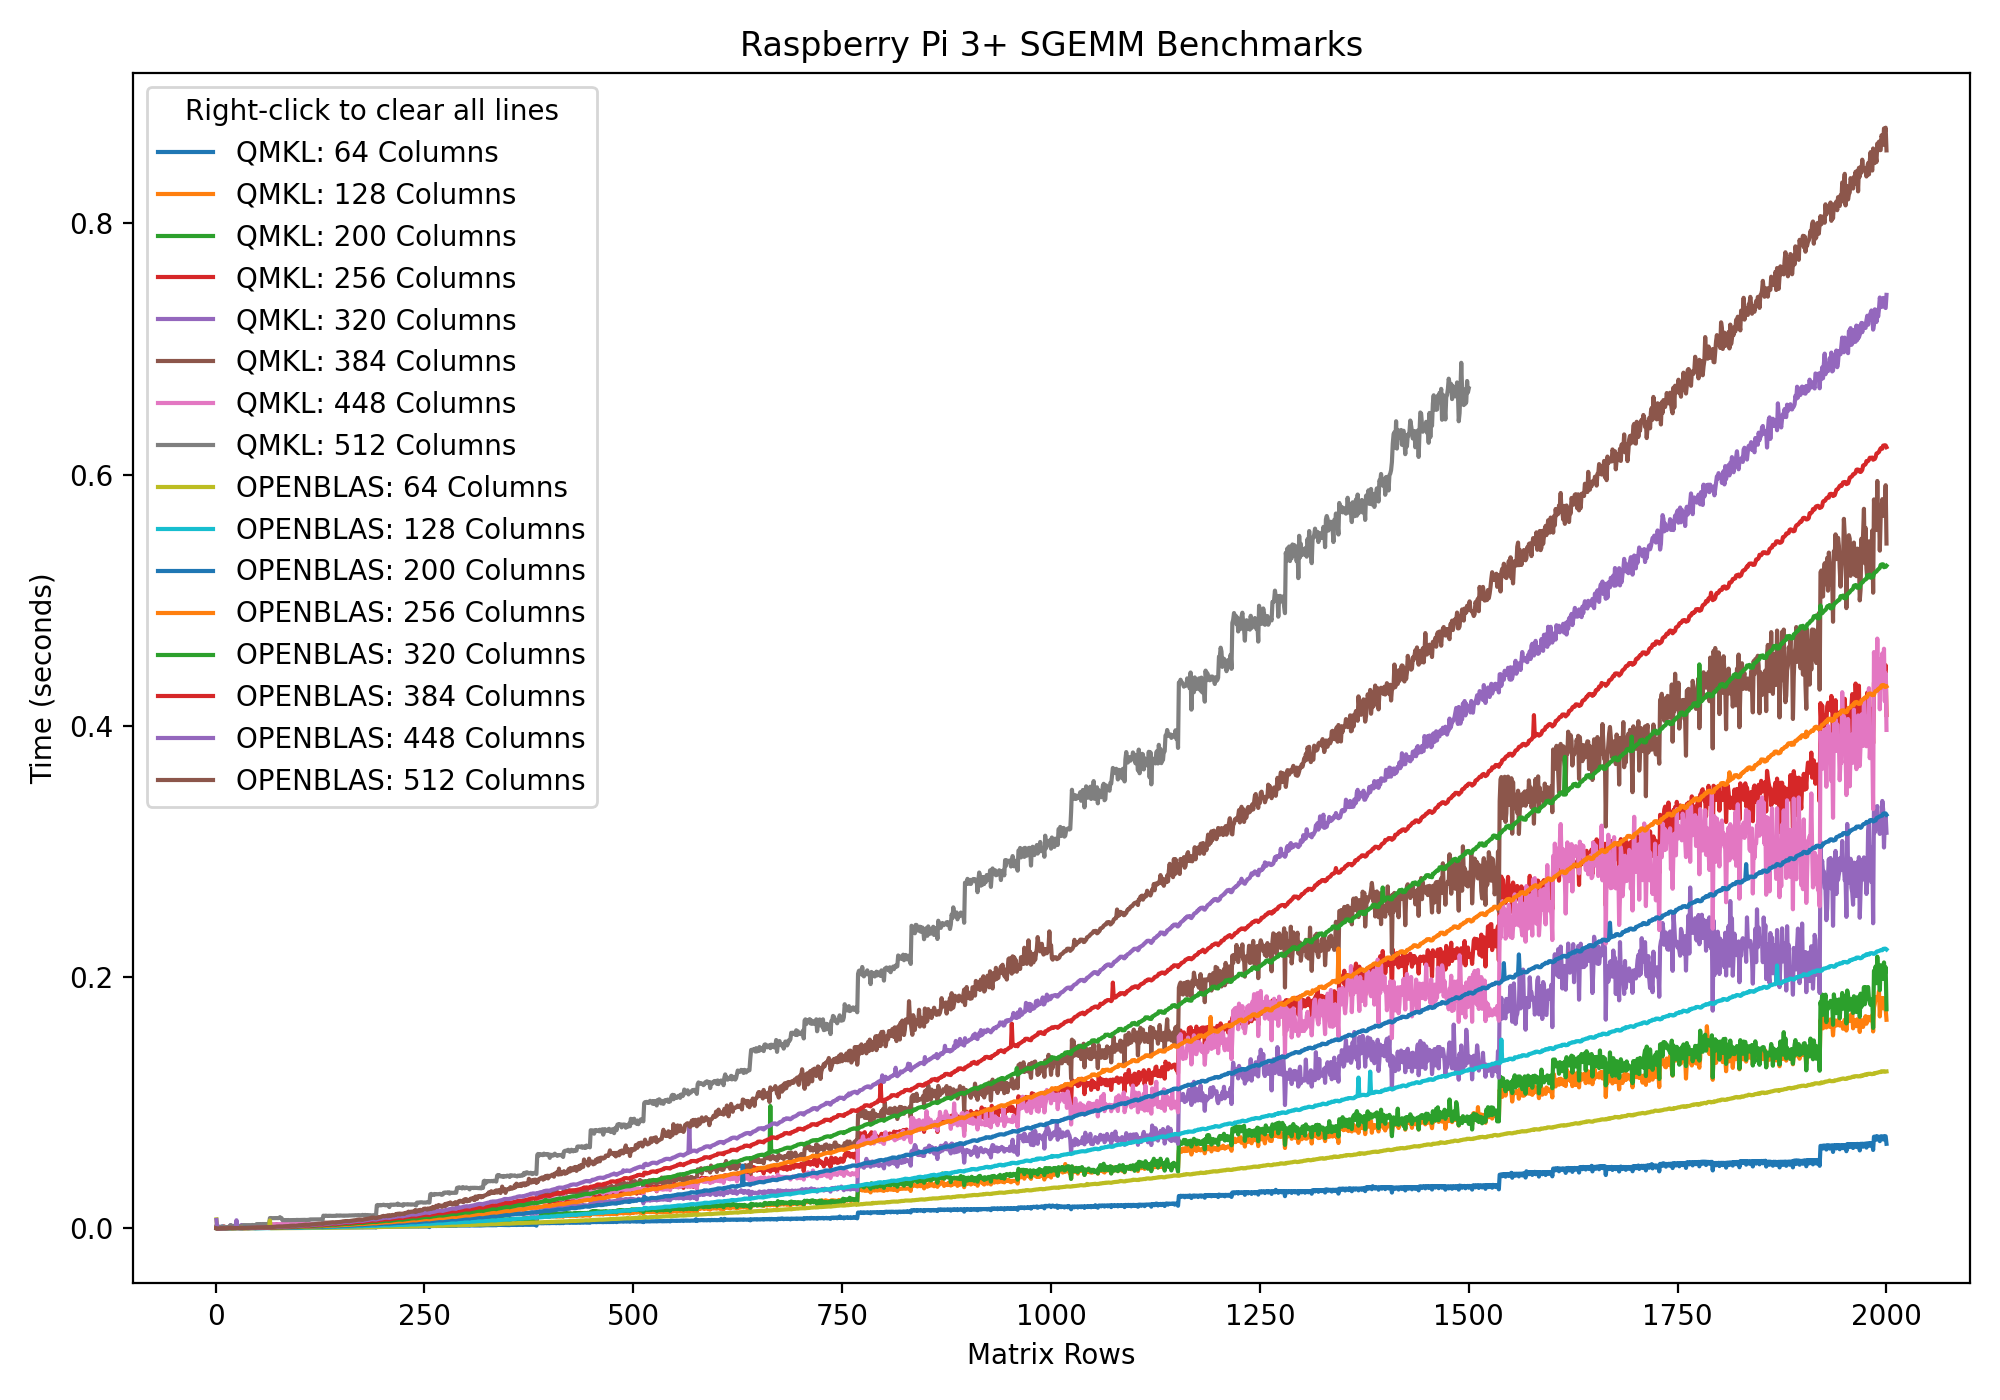 Raspberry Pi 3+ SGEMM Benchmarks
Right-click to clear all lines
QMKL: 64 Columns
QMKL: 128 Columns
QMKL: 200 Columns
QMKL: 256 Columns
QMKL: 320 Columns
QMKL: 384 Columns
QMKL: 448 Columns
QMKL: 512 Columns
OPENBLAS: 64 Columns
OPENBLAS: 128 Columns
OPENBLAS: 200 Columns
OPENBLAS: 256 Columns
OPENBLAS: 320 Columns
OPENBLAS: 384 Columns
OPENBLAS: 448 Columns
OPENBLAS: 512 Columns
Time (seconds)
0.8
0.6
0.4
0.2
0.0
0 250 500 750 1000 1250 1500 1750 2000
Matrix Rows